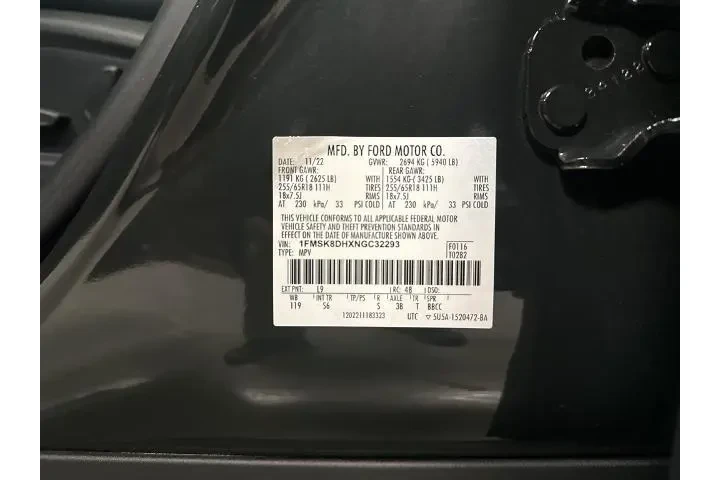 MFD. BY FORD MOTOR CO.
DATE: 11/22 GVWR: 2694 KG ( 5940 LB)
FRONT GAWR: REAR GAWR:
1191 KG ( 2625 LB) WITH 1554 KG-( 3425 LB) WITH
255/65R18 111H TIRES 255/65R18 111H TIRES
18x7.5J RIMS 18x7.5J RIMS
AT 230 kPa/ 33 PSI COLD AT 230 kPa/ 33 PSI COLD
THIS VEHICLE CONFORMS TO ALL APPLICABLE FEDERAL MOTOR
VEHICLE SAFETY AND THEFT PREVENTION STANDARDS IN
EFFECT ON THE DATE OF MANUFACTURE SHOWN ABOVE.
VIN: 1FMSK8DHXNGC32293 F0116
TYPE: MPV T0282
EXT PNT: L9 RC: 48 DSO:
WB INT TR TP/PS R AXLE TR SPR
119 S6 S 3B T BBCC
1202211183323 UTC ▽ 5U5A-1520472-BA